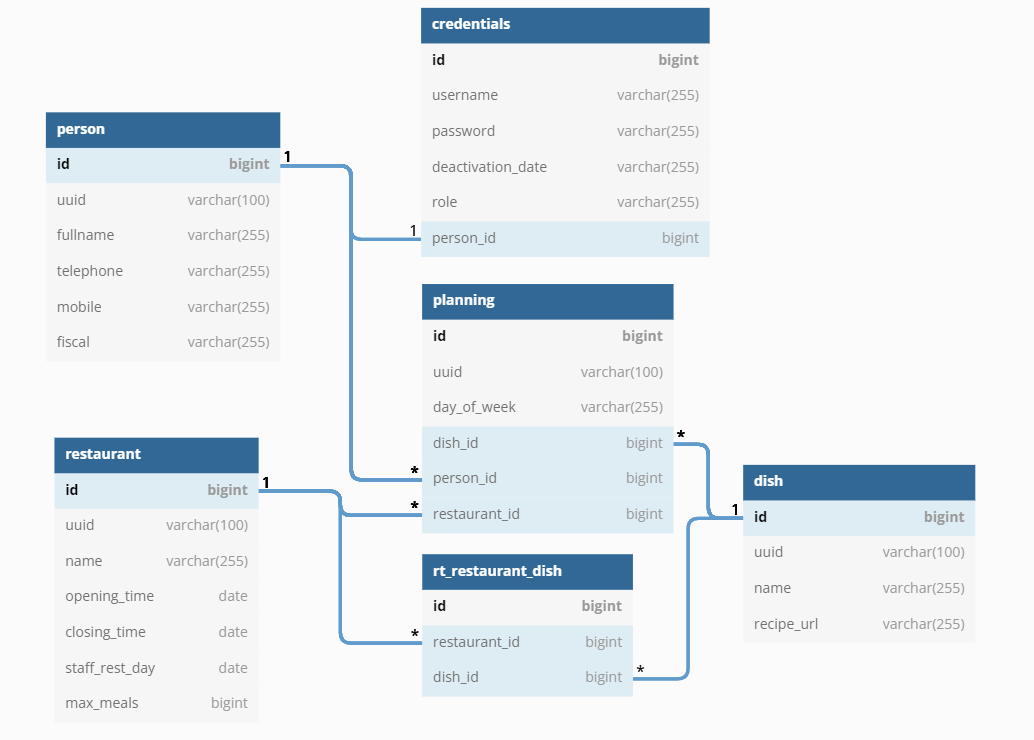 credentials
id bigint
username varchar(255)
password varchar(255)
deactivation_date varchar(255)
role varchar(255)
1 person_id bigint
person
id bigint 1
uuid varchar(100)
fullname varchar(255)
telephone varchar(255)
mobile varchar(255)
fiscal varchar(255)
planning
id bigint
uuid varchar(100)
day_of_week varchar(255)
dish_id bigint *
* person_id bigint
* restaurant_id bigint
restaurant
id bigint 1
uuid varchar(100)
name varchar(255)
opening_time date
closing_time date
staff_rest_day date
max_meals bigint
rt_restaurant_dish
id bigint
* restaurant_id bigint
dish_id bigint *
dish
1 id bigint
uuid varchar(100)
name varchar(255)
recipe_url varchar(255)